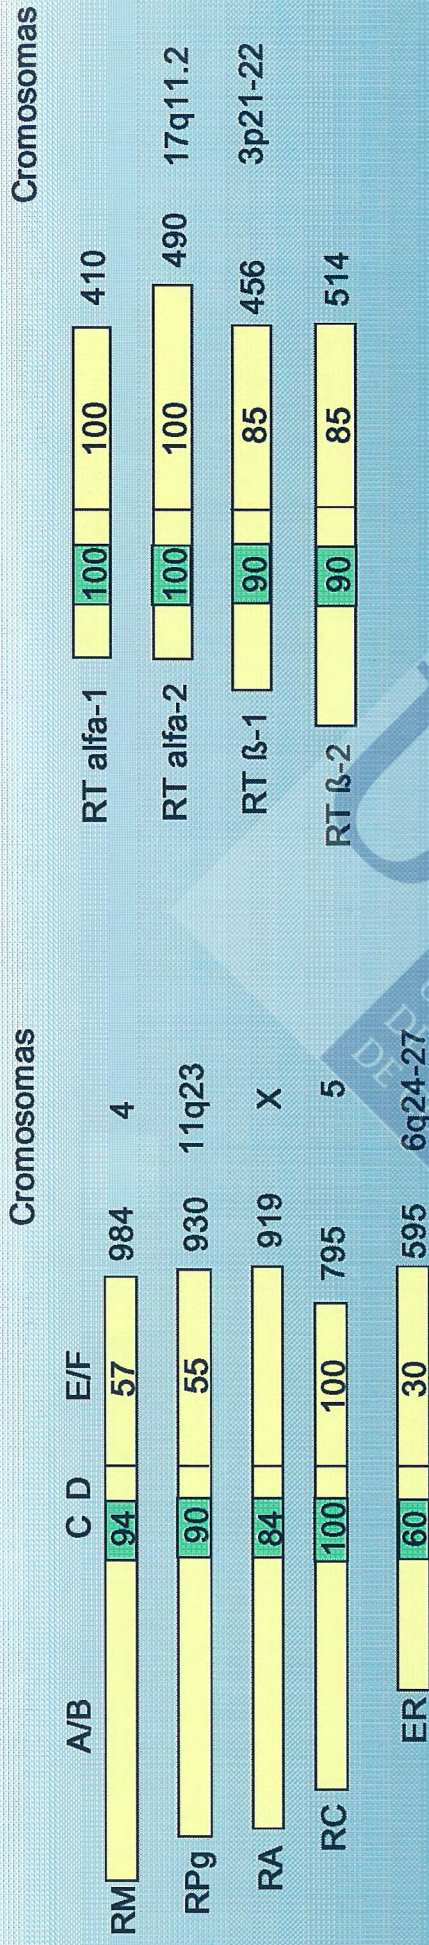 Cromosomas
A/B C D E/F
RM 94 57 984 4
RPg 90 55 930 11q23
RA 84 919 X
RC 100 100 795 5
ER 60 30 595 6q24-27
Cromosomas
RT alfa-1 100 100 410
RT alfa-2 100 100 490 17q11.2
RT ß-1 90 85 456 3p21-22
RT ß-2 90 85 514